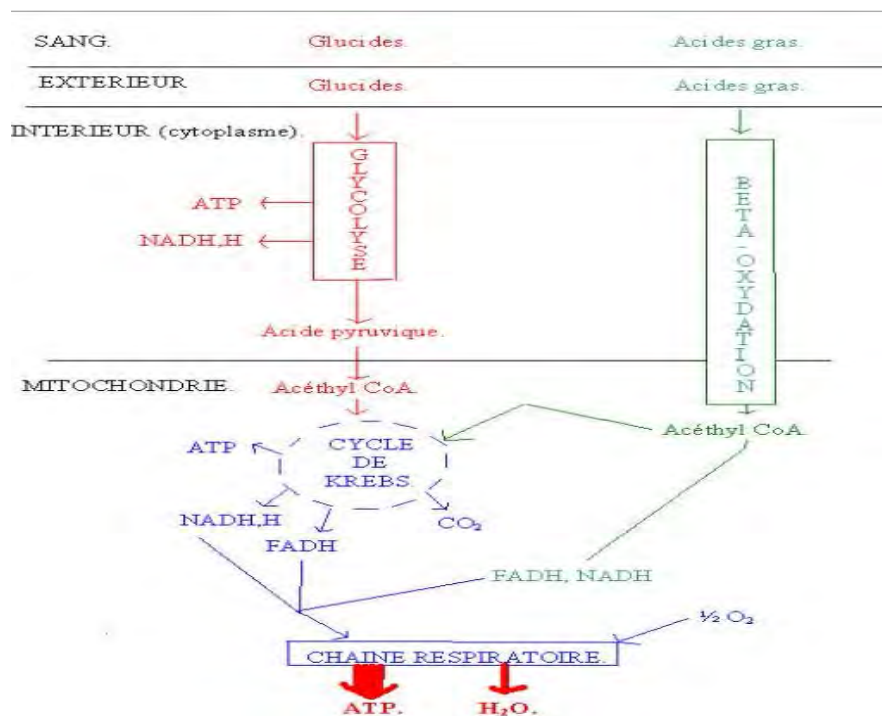 SANG. Glucides. Acides gras.
EXTERIEUR Glucides. Acides gras.
INTERIEUR (cytoplasme).
GLYCOLYSE
BETA-OXYDATION
ATP
NADH,H
Acide pyruvique.
MITOCHONDRIE. Acéthyl CoA.
Acéthyl CoA.
ATP
CYCLE
DE
KREBS.
NADH,H
CO₂
FADH
FADH, NADH
½ O₂
CHAINE RESPIRATOIRE.
ATP. H₂O.